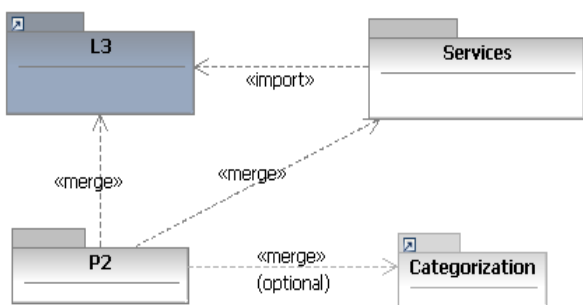 L3
Services
«import»
«merge»
«merge»
P2
«merge»
(optional)
Categorization